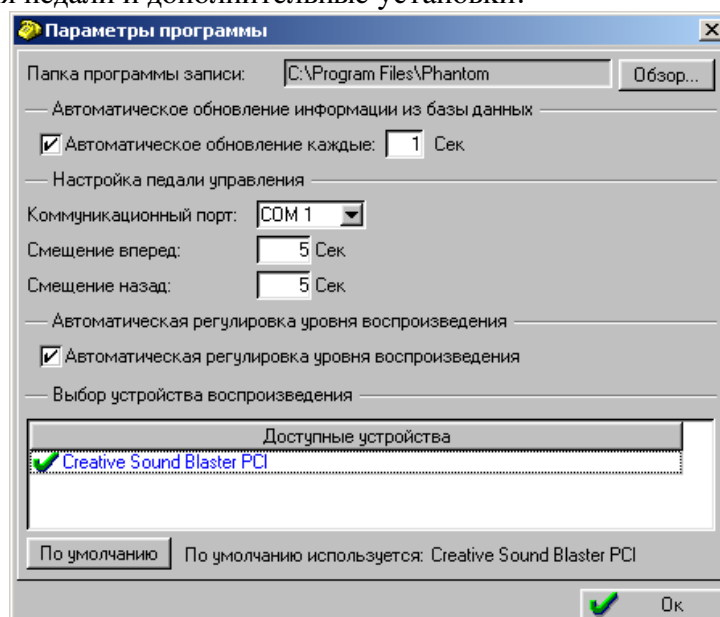 педали и дополнительные установки:
Параметры программы
Папка программы записи: C:\Program Files\Phantom Обзор...
Автоматическое обновление информации из базы данных
Автоматическое обновление каждые: 1 Сек
Настройка педали управления
Коммуникационный порт: COM 1
Смещение вперед: 5 Сек
Смещение назад: 5 Сек
Автоматическая регулировка уровня воспроизведения
Автоматическая регулировка уровня воспроизведения
Выбор устройства воспроизведения
Доступные устройства
Creative Sound Blaster PCI
По умолчанию По умолчанию используется: Creative Sound Blaster PCI
Ок